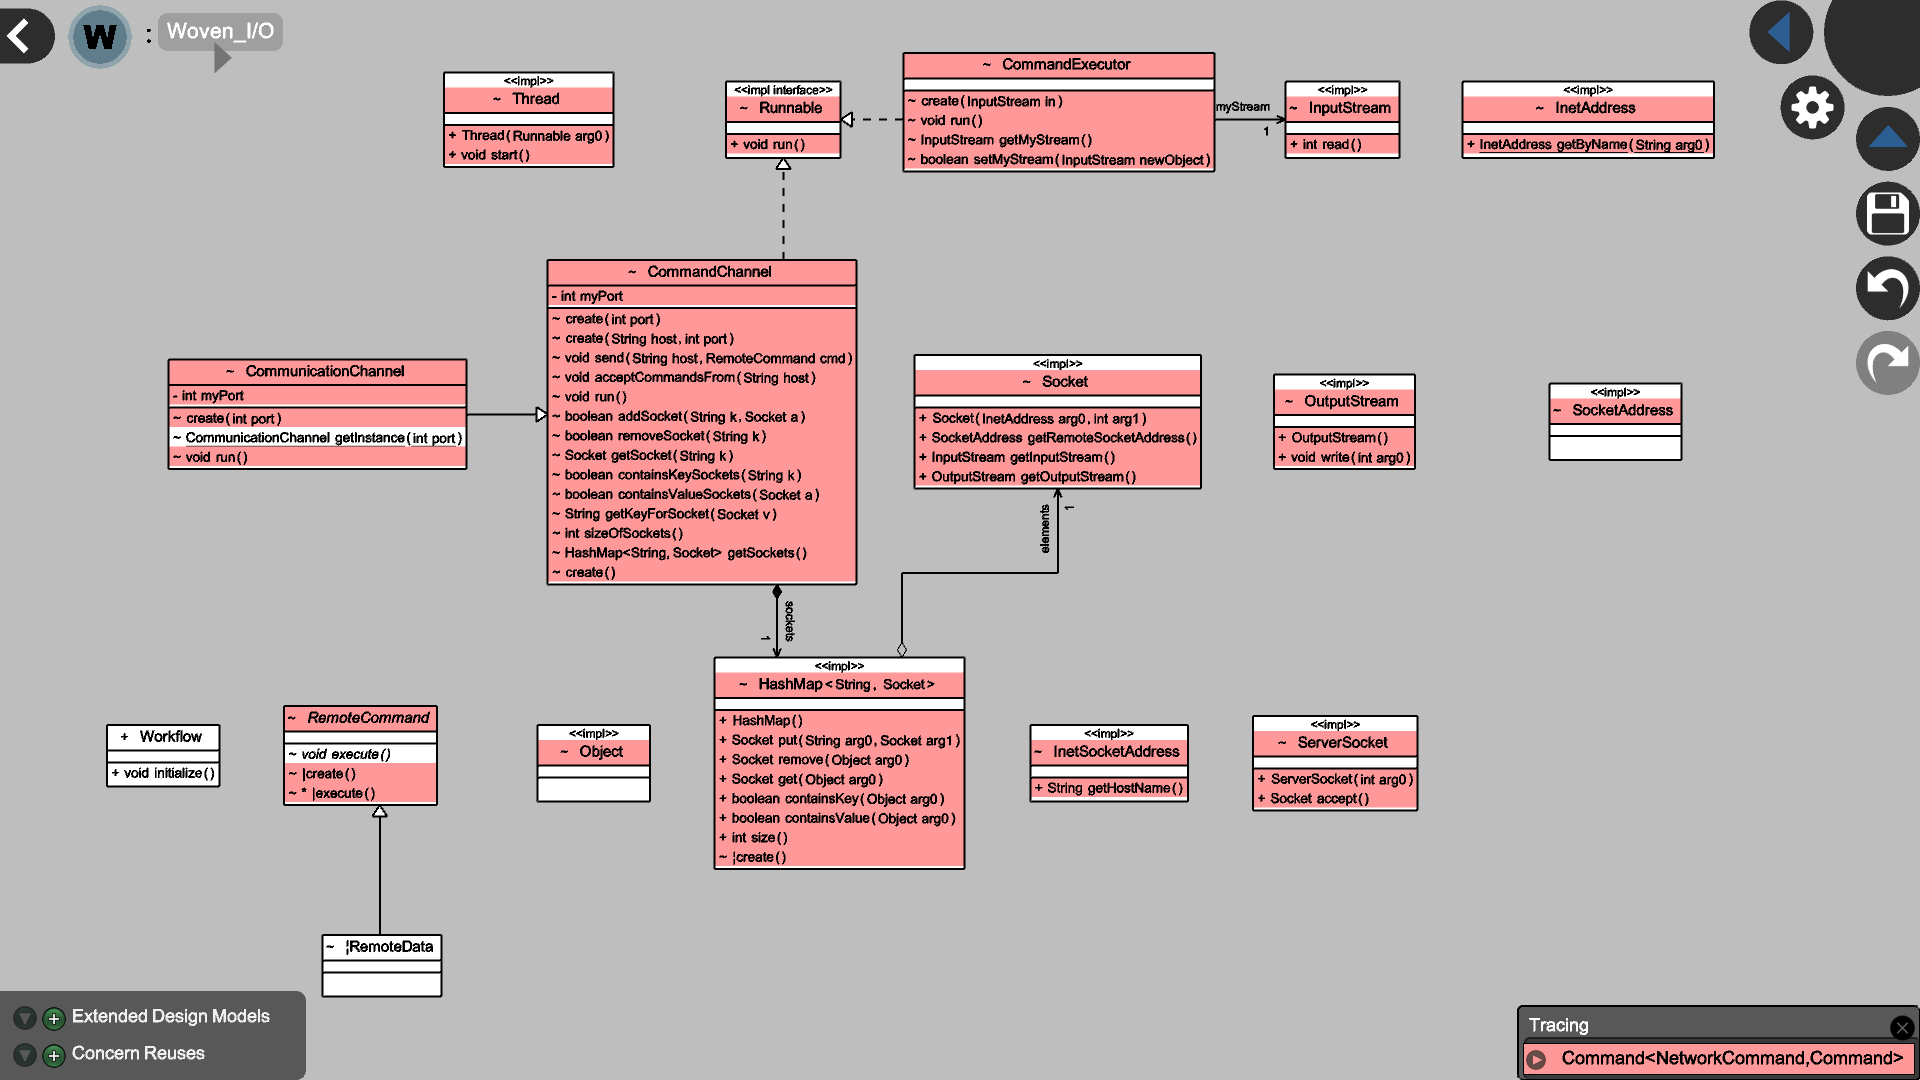 W : Woven_I/O
<<impl>>
~ Thread
+ Thread(Runnable arg0)
+ void start()
<<impl interface>>
~ Runnable
+ void run()
~ CommandExecutor
~ create(InputStream in)
~ void run()
~ InputStream getMyStream()
~ boolean setMyStream(InputStream newObject)
myStream
1
<<impl>>
~ InputStream
+ int read()
<<impl>>
~ InetAddress
+ InetAddress getByName(String arg0)
~ CommandChannel
- int myPort
~ create(int port)
~ create(String host, int port)
~ void send(String host, RemoteCommand cmd)
~ void acceptCommandsFrom(String host)
~ void run()
~ boolean addSocket(String k, Socket a)
~ boolean removeSocket(String k)
~ Socket getSocket(String k)
~ boolean containsKeySockets(String k)
~ boolean containsValueSockets(Socket a)
~ String getKeyForSocket(Socket v)
~ int sizeOfSockets()
~ HashMap<String, Socket> getSockets()
~ create()
~ CommunicationChannel
- int myPort
~ create(int port)
~ CommunicationChannel getInstance(int port)
~ void run()
<<impl>>
~ Socket
+ Socket(InetAddress arg0, int arg1)
+ SocketAddress getRemoteSocketAddress()
+ InputStream getInputStream()
+ OutputStream getOutputStream()
<<impl>>
~ OutputStream
+ OutputStream()
+ void write(int arg0)
<<impl>>
~ SocketAddress
elements
1
sockets
1
<<impl>>
~ HashMap<String, Socket>
+ HashMap()
+ Socket put(String arg0, Socket arg1)
+ Socket remove(Object arg0)
+ Socket get(Object arg0)
+ boolean containsKey(Object arg0)
+ boolean containsValue(Object arg0)
+ int size()
~ ¦create()
+ Workflow
+ void initialize()
~ RemoteCommand
~ void execute()
~ |create()
~ * |execute()
<<impl>>
~ Object
<<impl>>
~ InetSocketAddress
+ String getHostName()
<<impl>>
~ ServerSocket
+ ServerSocket(int arg0)
+ Socket accept()
~ ¦RemoteData
Extended Design Models
Concern Reuses
Tracing
Command<NetworkCommand,Command>